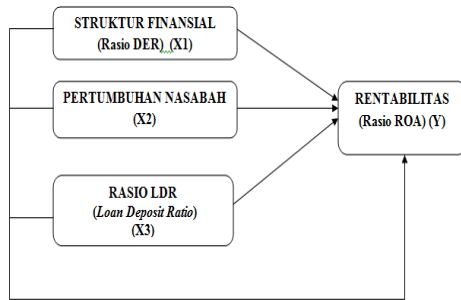 STRUKTUR FINANSIAL
(Rasio DER) (X1)
PERTUMBUHAN NASABAH
(X2)
RASIO LDR
(Loan Deposit Ratio)
(X3)
RENTABILITAS
(Rasio ROA) (Y)